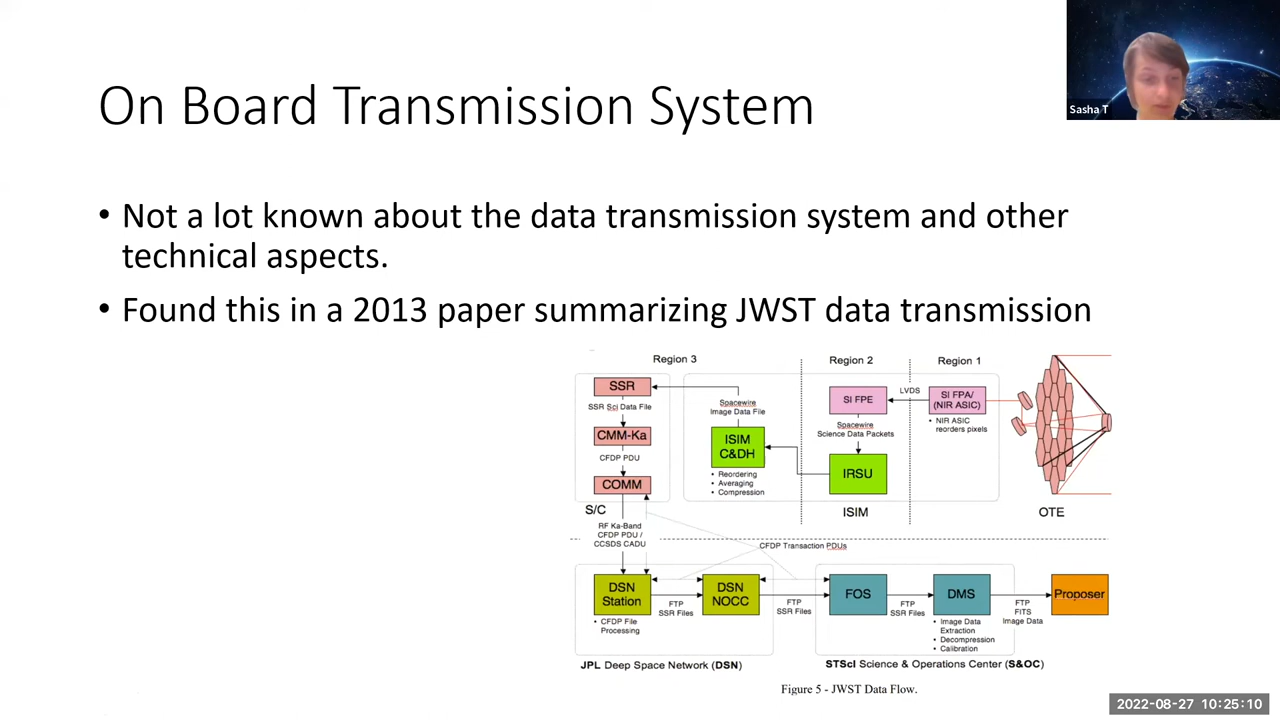 Sasha T
On Board Transmission System
• Not a lot known about the data transmission system and other
technical aspects.
• Found this in a 2013 paper summarizing JWST data transmission
Region 3
Region 2
Region 1
SSR
SSR Sci Data File
CMM-Ka
CFDP PDU
COMM
S/C
Spacewire
Image Data File
ISIM
C&DH
• Reordering
• Averaging
• Compression
SI FPE
LVDS
SI FPA/
(NIR ASIC)
• NIR ASIC
reorders pixels
Spacewire
Science Data Packets
IRSU
ISIM
OTE
RF Ka-Band
CFDP PDU /
CCSDS CADU
CFDP Transaction PDUs
DSN
Station
• CFDP File
Processing
FTP
SSR Files
DSN
NOCC
FTP
SSR Files
FOS
FTP
SSR Files
DMS
• Image Data
Extraction
• Decompression
• Calibration
FTP
FITS
Image Data
Proposer
JPL Deep Space Network (DSN)
STScI Science & Operations Center (S&OC)
Figure 5 - JWST Data Flow.
2022-08-27 10:25:10